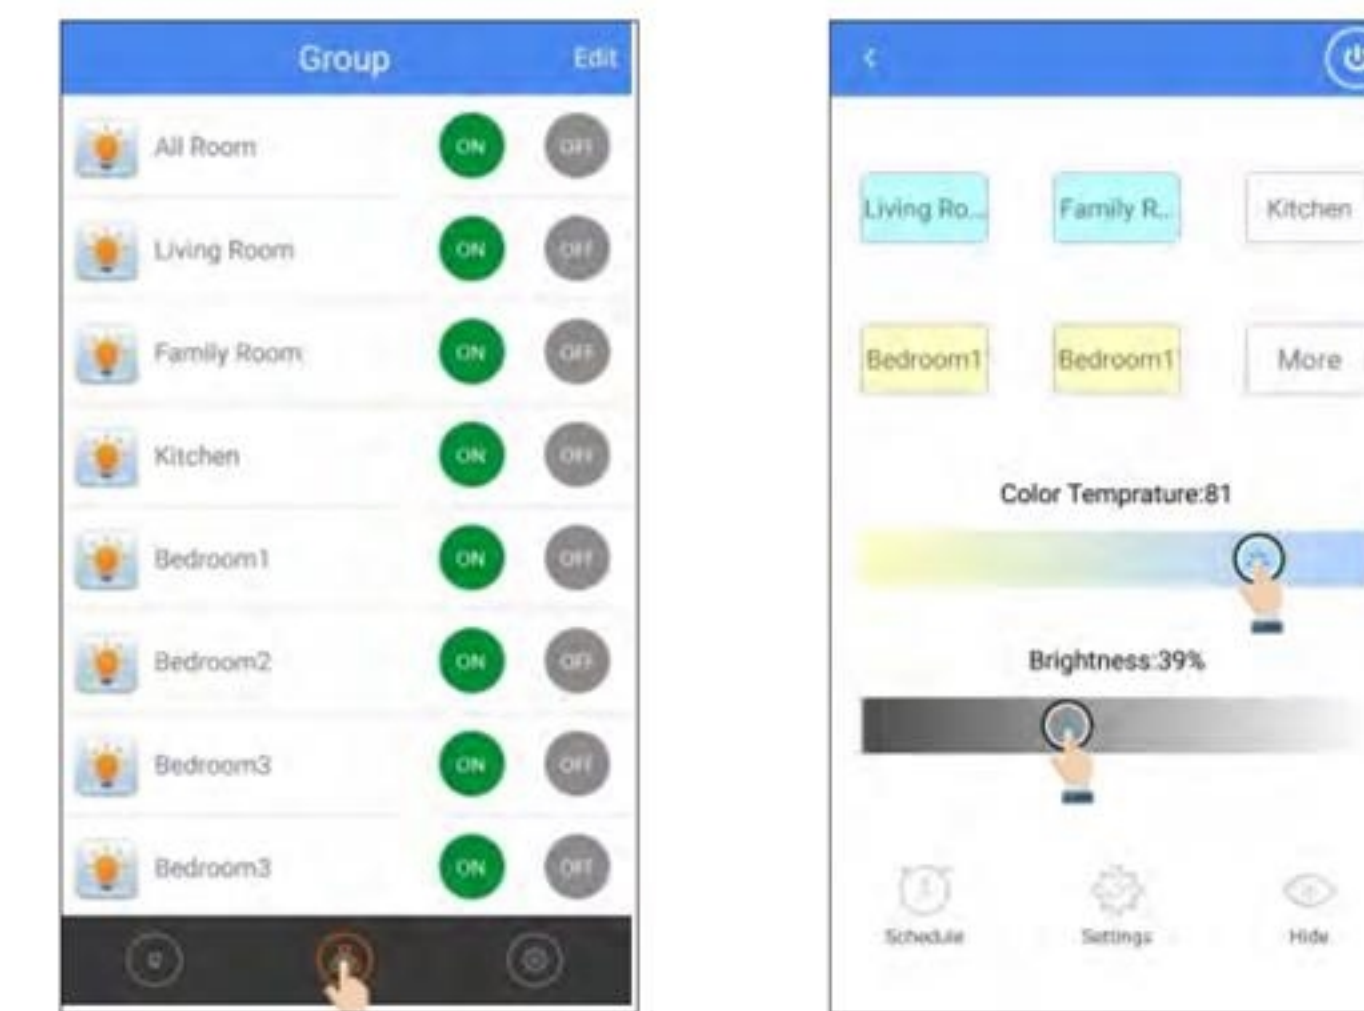 Group Edit
All Room ON OFF
Living Room ON OFF
Family Room ON OFF
Kitchen ON OFF
Bedroom1 ON OFF
Bedroom2 ON OFF
Bedroom3 ON OFF
Bedroom3 ON OFF
Living Ro... Family R... Kitchen
Bedroom1 Bedroom1 More
Color Temprature:81
Brightness:39%
Schedule Settings Hide